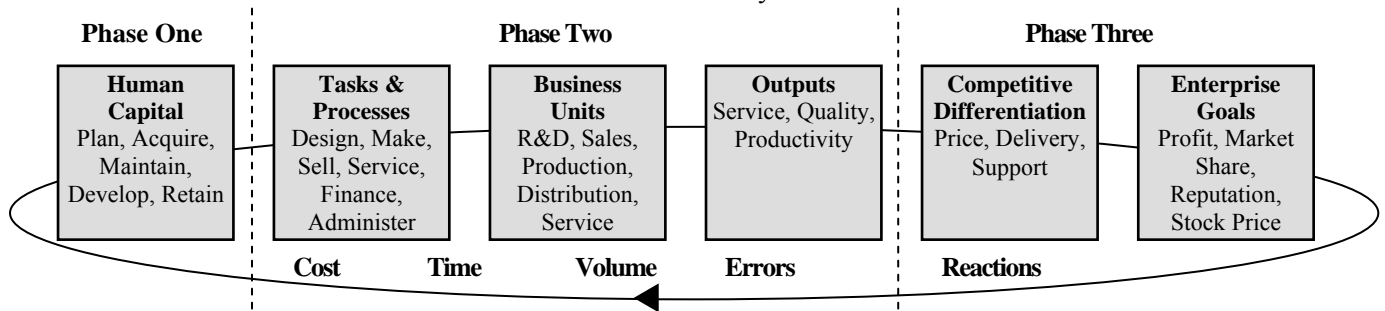 Phase One
Phase Two
Phase Three
Human
Capital
Plan, Acquire,
Maintain,
Develop, Retain
Tasks &
Processes
Design, Make,
Sell, Service,
Finance,
Administer
Business
Units
R&D, Sales,
Production,
Distribution,
Service
Outputs
Service, Quality,
Productivity
Competitive
Differentiation
Price, Delivery,
Support
Enterprise
Goals
Profit, Market
Share,
Reputation,
Stock Price
Cost Time Volume Errors Reactions